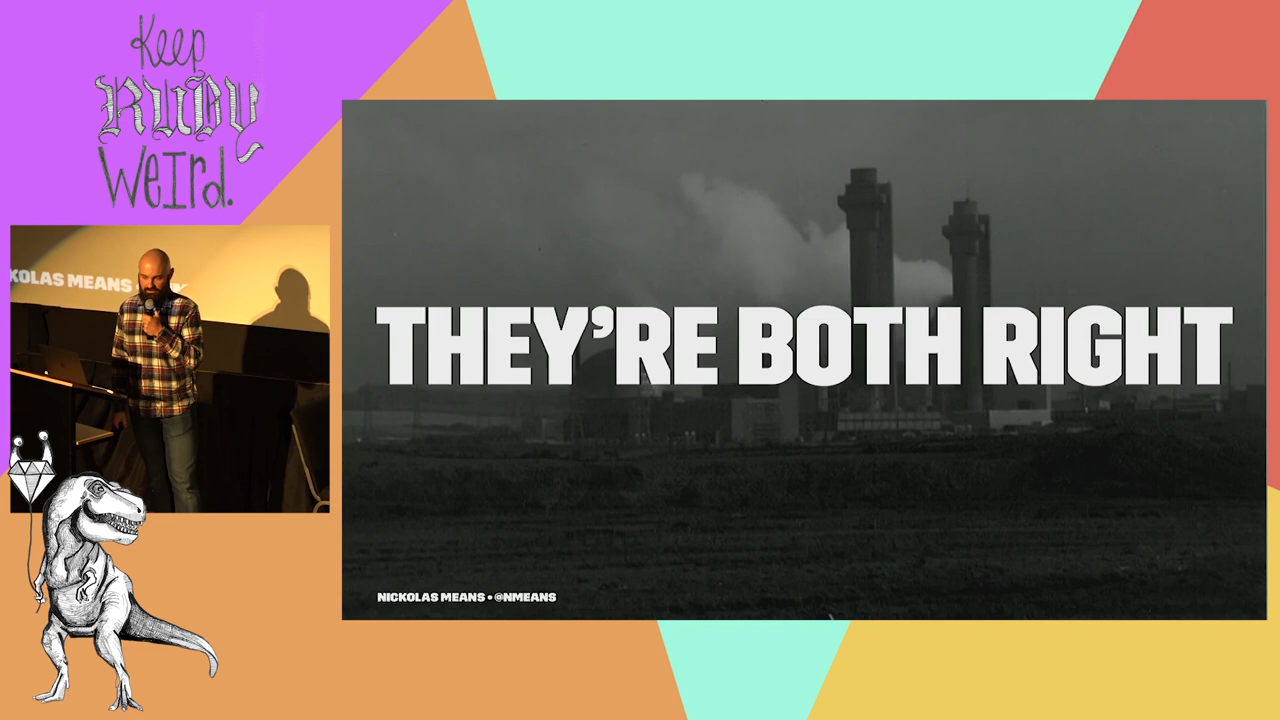 Keep
RUBY
WeIrd.
KOLAS MEANS
THEY'RE BOTH RIGHT
NICKOLAS MEANS • @NMEANS